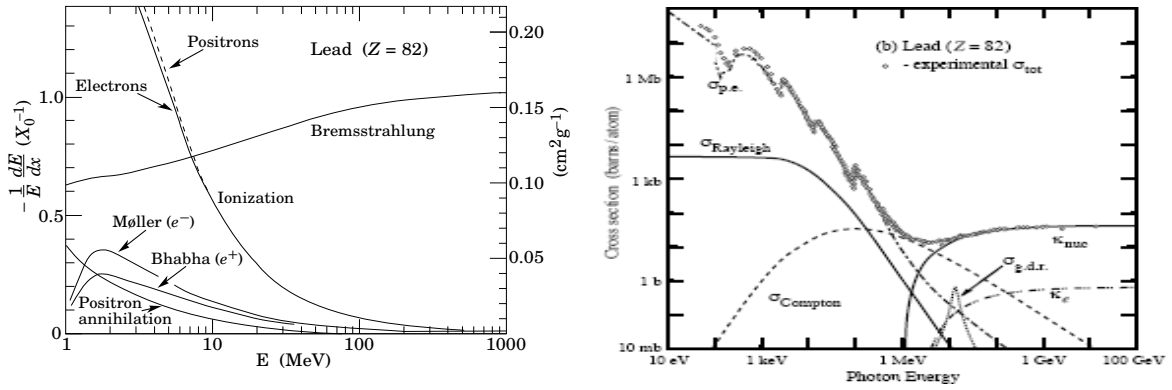 Positrons
Lead (Z = 82)
Electrons
Bremsstrahlung
Ionization
Møller (e−)
Bhabha (e+)
Positron
annihilation
1.0
0.5
0
− 1/E dE/dx (X0−1)
0.20
0.15
0.10
0.05
(cm2g−1)
1
10
100
1000
E (MeV)
(b) Lead (Z = 82)
- experimental σtot
σp.e.
σRayleigh
κnuc
σg.d.r.
σCompton
κe
Cross section (barns/atom)
1 Mb
1 kb
1 b
10 mb
10 eV
1 keV
1 MeV
1 GeV
100 GeV
Photon Energy